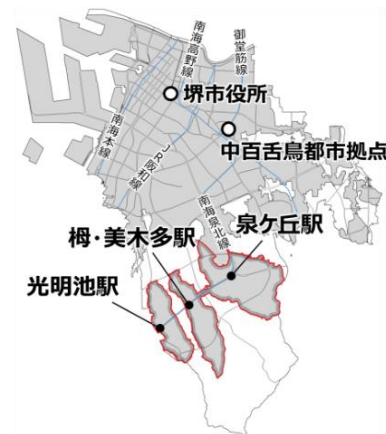 南海高野線
御堂筋線
堺市役所
南海本線
中百舌鳥都市拠点
JR阪和線
南海泉北線
泉ケ丘駅
栂・美木多駅
光明池駅